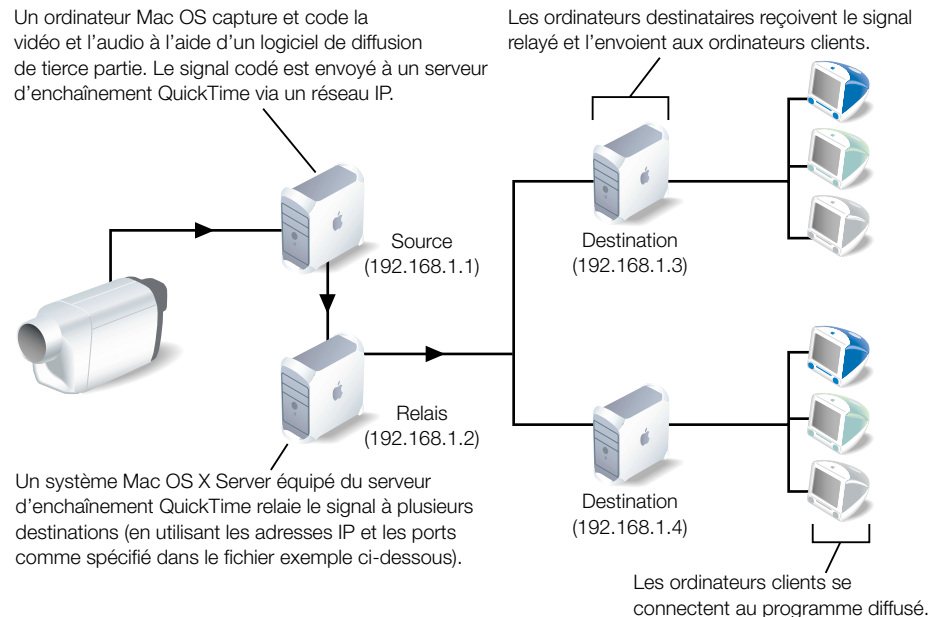 Un ordinateur Mac OS capture et code la
vidéo et l’audio à l’aide d’un logiciel de diffusion
de tierce partie. Le signal codé est envoyé à un serveur
d’enchaînement QuickTime via un réseau IP.
Les ordinateurs destinataires reçoivent le signal
relayé et l’envoient aux ordinateurs clients.
Source
(192.168.1.1)
Destination
(192.168.1.3)
Relais
(192.168.1.2)
Destination
(192.168.1.4)
Un système Mac OS X Server équipé du serveur
d’enchaînement QuickTime relaie le signal à plusieurs
destinations (en utilisant les adresses IP et les ports
comme spécifié dans le fichier exemple ci-dessous).
Les ordinateurs clients se
connectent au programme diffusé.